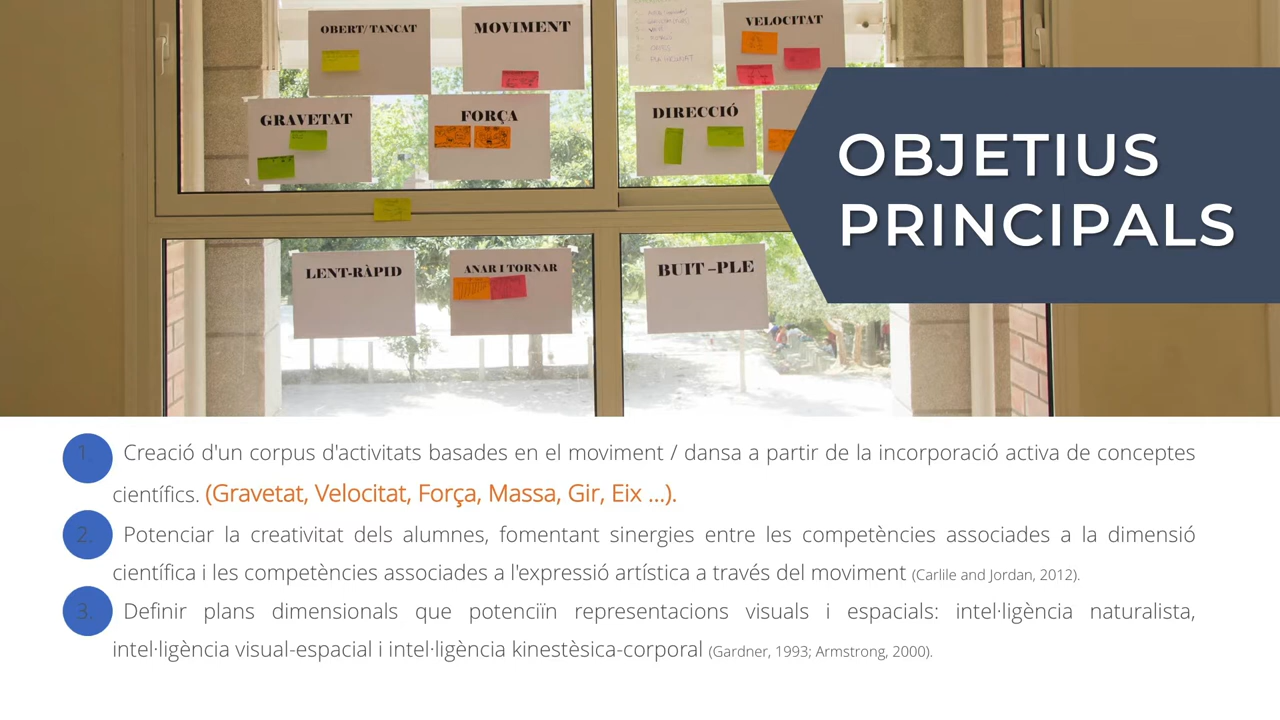 OBERT/ TANCAT
MOVIMENT
VELOCITAT
GRAVETAT
FORÇA
DIRECCIÓ
LENT-RÀPID
ANAR I TORNAR
BUIT –PLE
OBJETIUS
PRINCIPALS
1. Creació d'un corpus d'activitats basades en el moviment / dansa a partir de la incorporació activa de conceptes
científics. (Gravetat, Velocitat, Força, Massa, Gir, Eix ...).
2. Potenciar la creativitat dels alumnes, fomentant sinergies entre les competències associades a la dimensió
científica i les competències associades a l'expressió artística a través del moviment (Carlile and Jordan, 2012).
3. Definir plans dimensionals que potenciïn representacions visuals i espacials: intel·ligència naturalista,
intel·ligència visual-espacial i intel·ligència kinestèsica-corporal (Gardner, 1993; Armstrong, 2000).